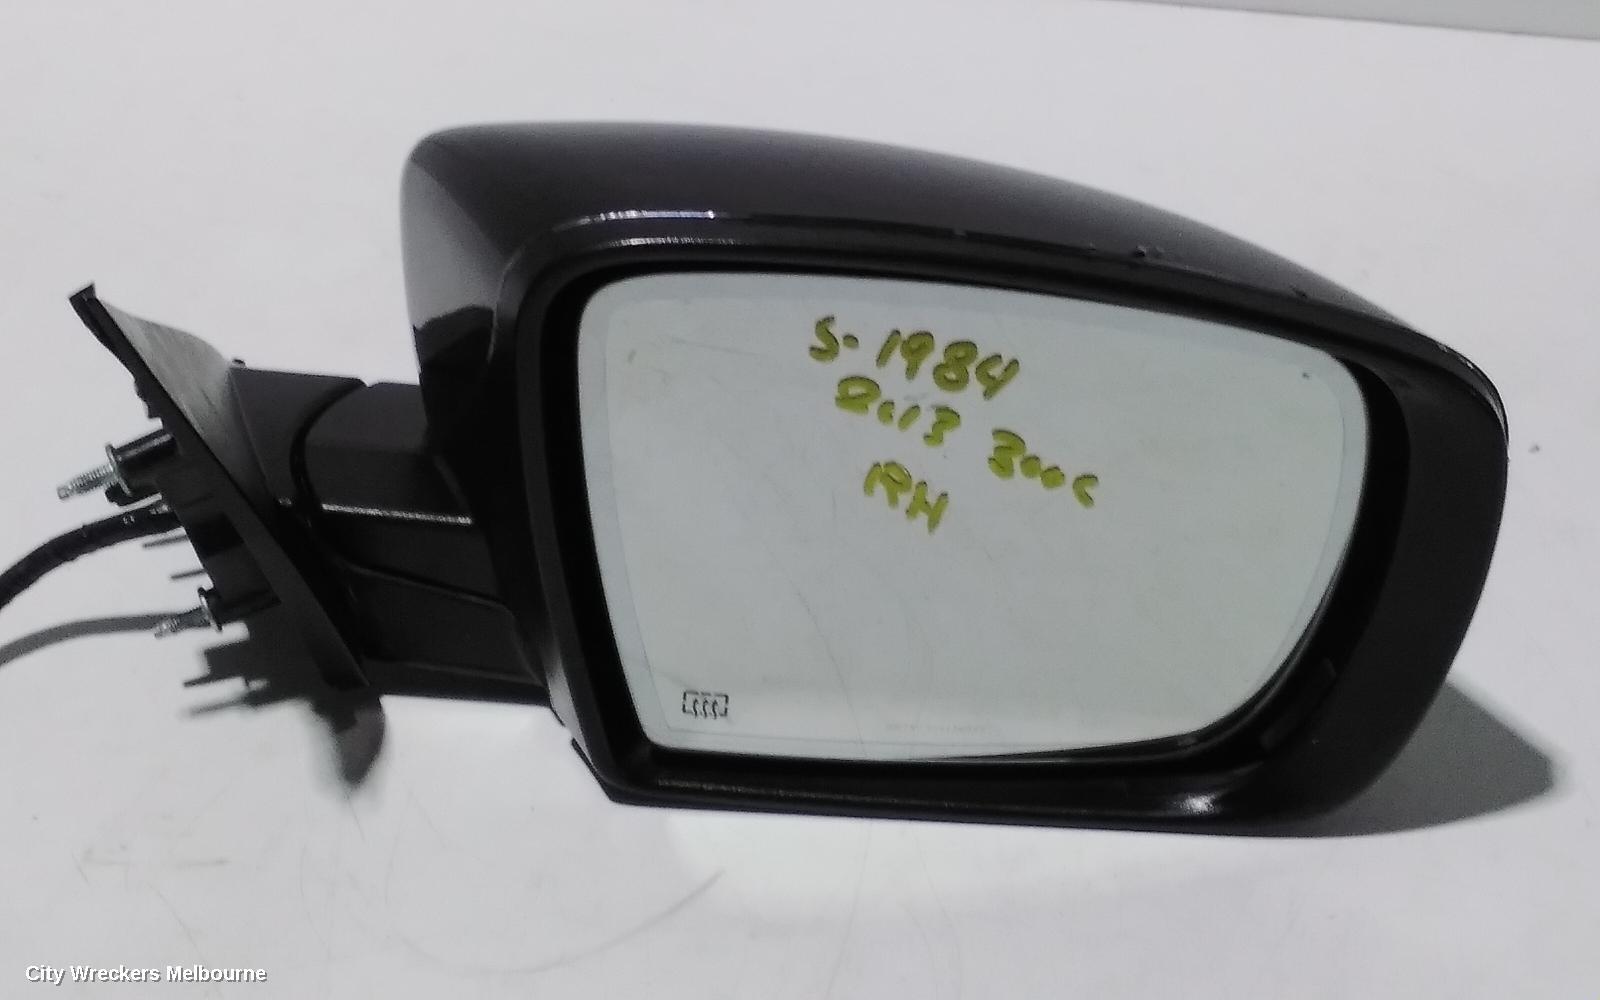 S-1984
2013 300C
RH
City Wreckers Melbourne